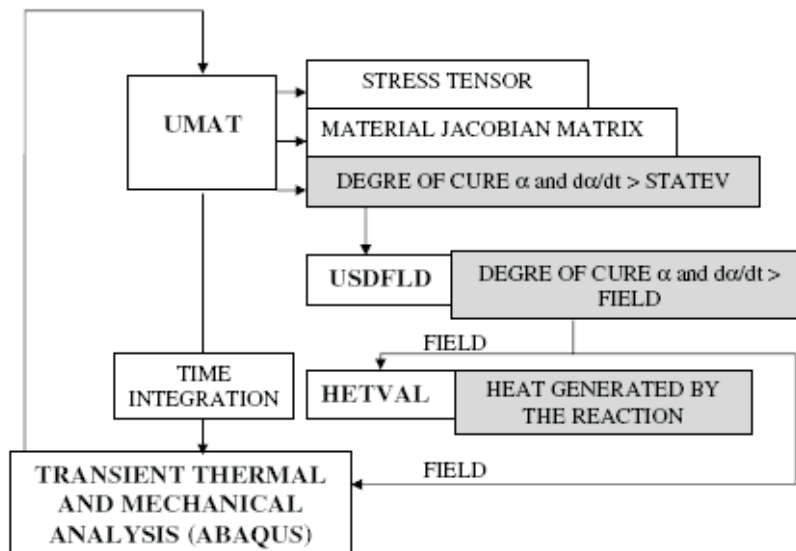 STRESS TENSOR
UMAT
MATERIAL JACOBIAN MATRIX
DEGRE OF CURE α and dα/dt > STATEV
USDFLD
DEGRE OF CURE α and dα/dt >
FIELD
FIELD
TIME
INTEGRATION
HETVAL
HEAT GENERATED BY
THE REACTION
TRANSIENT THERMAL
AND MECHANICAL
ANALYSIS (ABAQUS)
FIELD